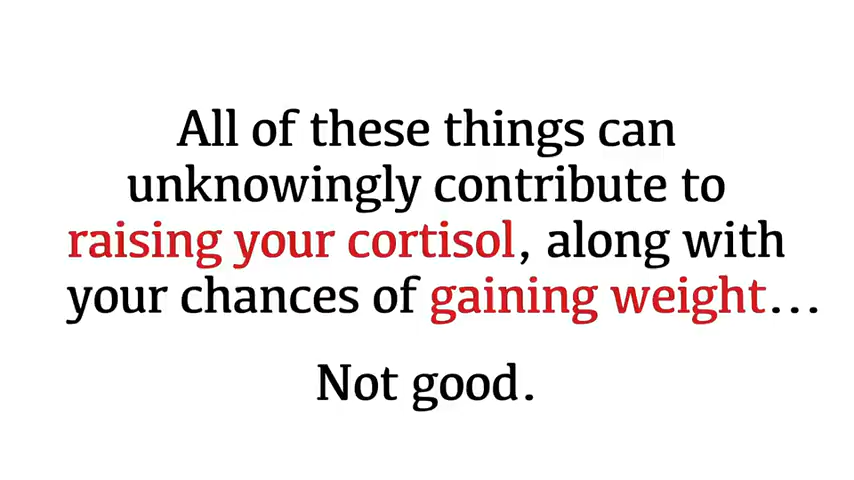 All of these things can
unknowingly contribute to
raising your cortisol, along with
your chances of gaining weight...
Not good.